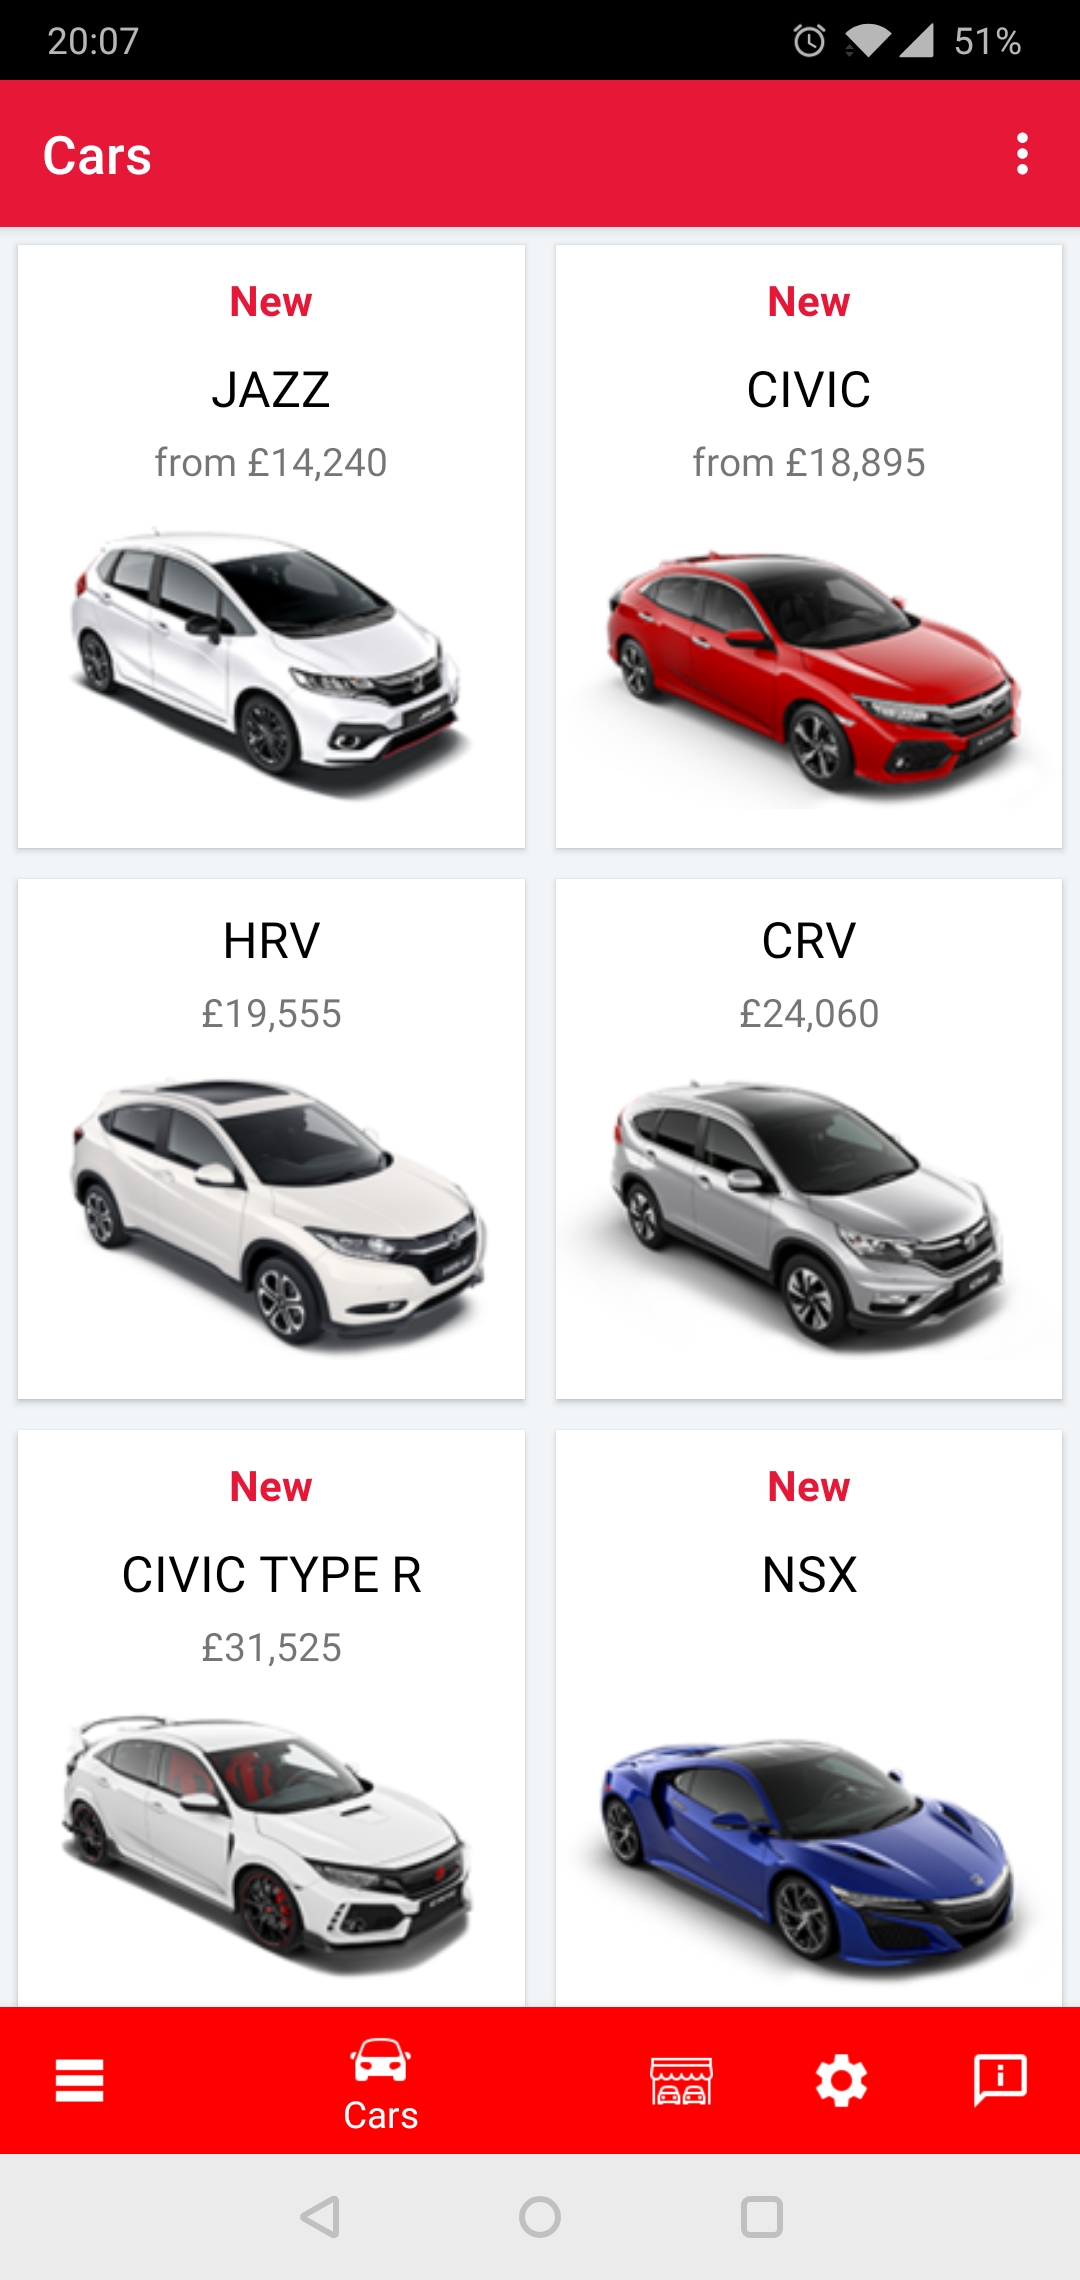 20:07
51%
Cars
New
JAZZ
from £14,240
New
CIVIC
from £18,895
HRV
£19,555
CRV
£24,060
New
CIVIC TYPE R
£31,525
New
NSX
Cars